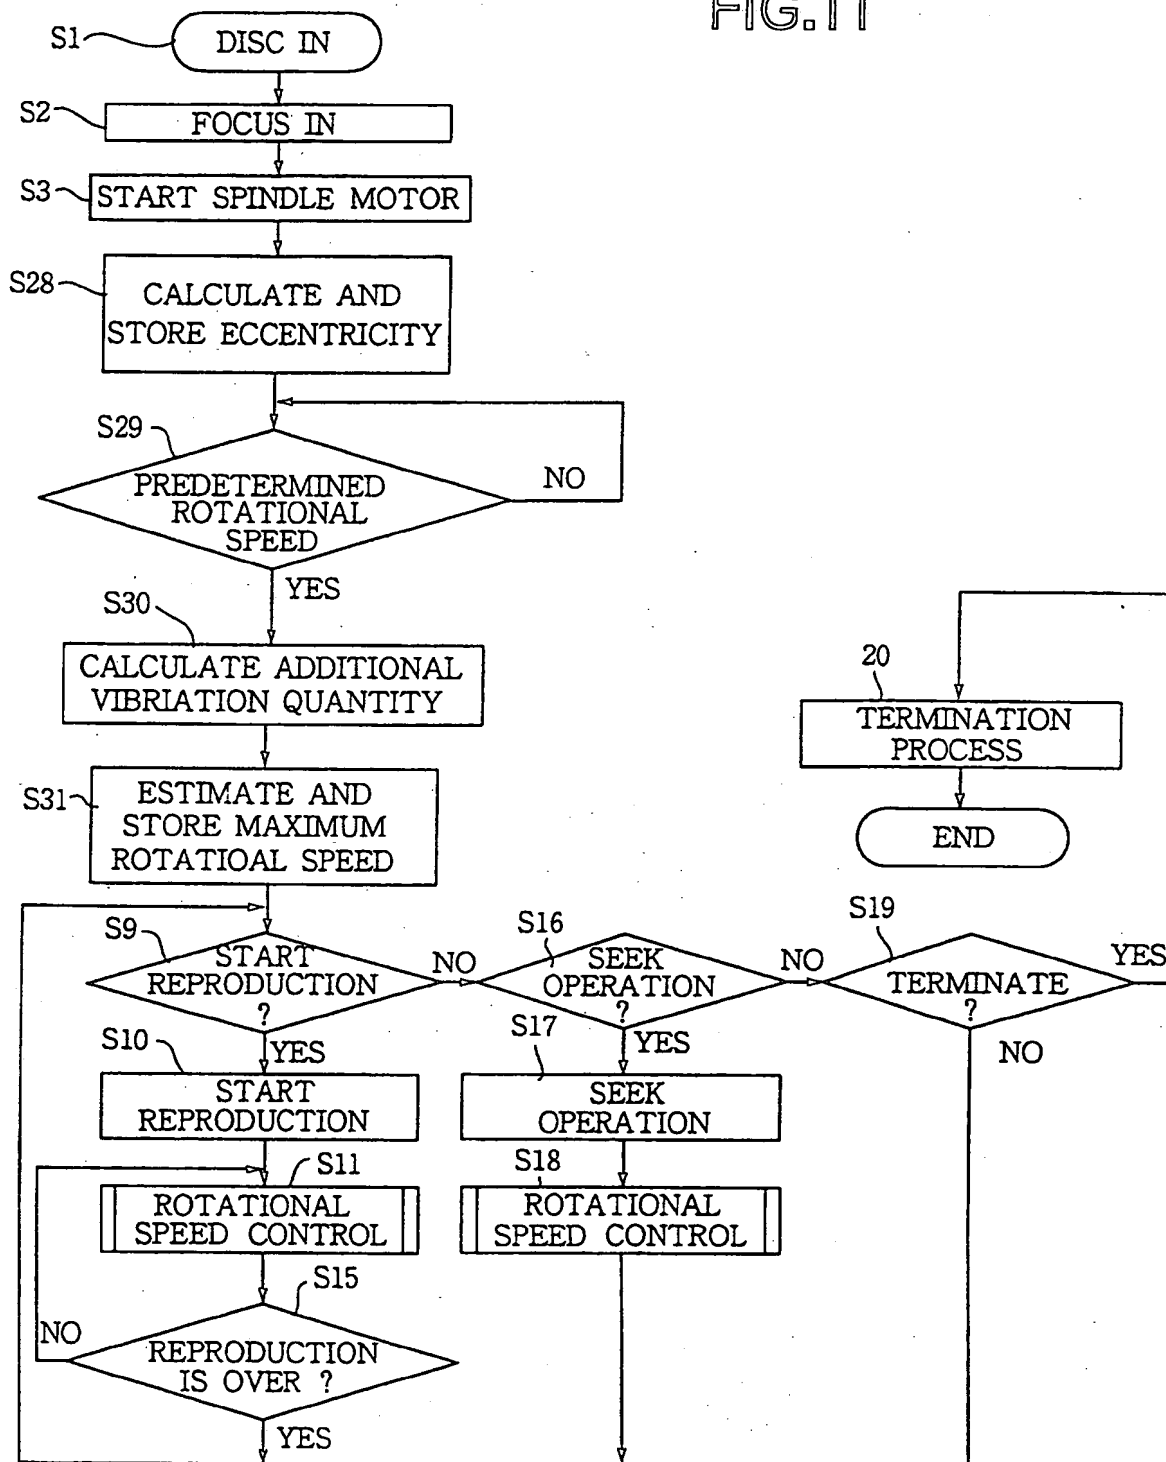 FIG.11
S1
DISC IN
S2
FOCUS IN
S3
START SPINDLE MOTOR
S28
CALCULATE AND
STORE ECCENTRICITY
S29
PREDETERMINED
ROTATIONAL
SPEED
NO
YES
S30
CALCULATE ADDITIONAL
VIBRIATION QUANTITY
20
TERMINATION
PROCESS
END
S31
ESTIMATE AND
STORE MAXIMUM
ROTATIOAL SPEED
S9
START
REPRODUCTION
?
NO
YES
S16
SEEK
OPERATION
?
NO
YES
S19
TERMINATE
?
YES
NO
S10
START
REPRODUCTION
S17
SEEK
OPERATION
S11
ROTATIONAL
SPEED CONTROL
S18
ROTATIONAL
SPEED CONTROL
S15
REPRODUCTION
IS OVER ?
NO
YES